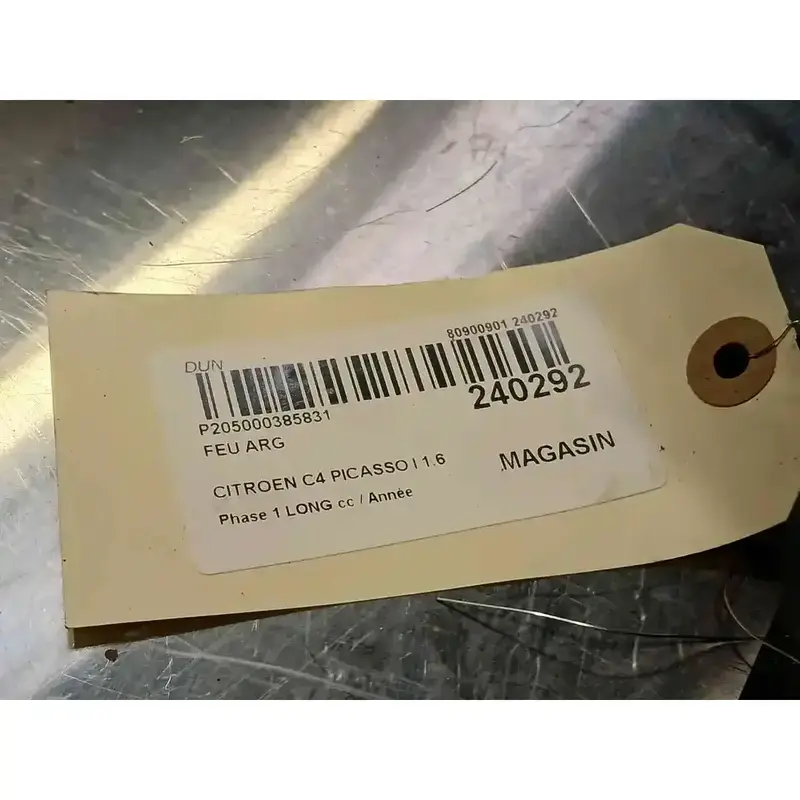 80900901 240292
DUN
P205000385831
240292
FEU ARG
CITROEN C4 PICASSO I 1.6
MAGASIN
Phase 1 LONG cc / Année